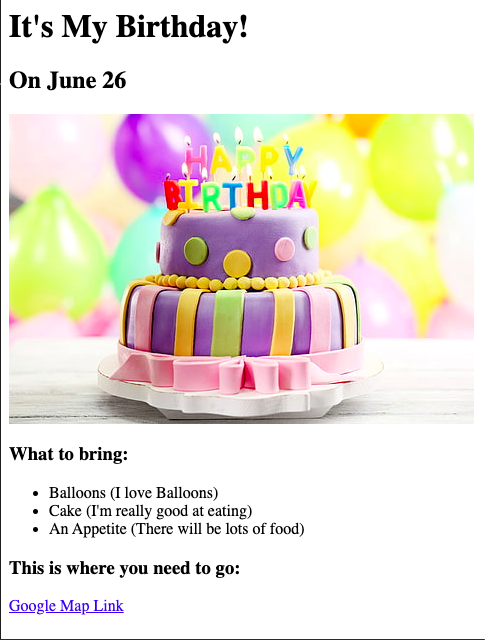 It's My Birthday!
On June 26
HAPPY
BIRTHDAY
What to bring:
Balloons (I love Balloons)
Cake (I'm really good at eating)
An Appetite (There will be lots of food)
This is where you need to go:
Google Map Link